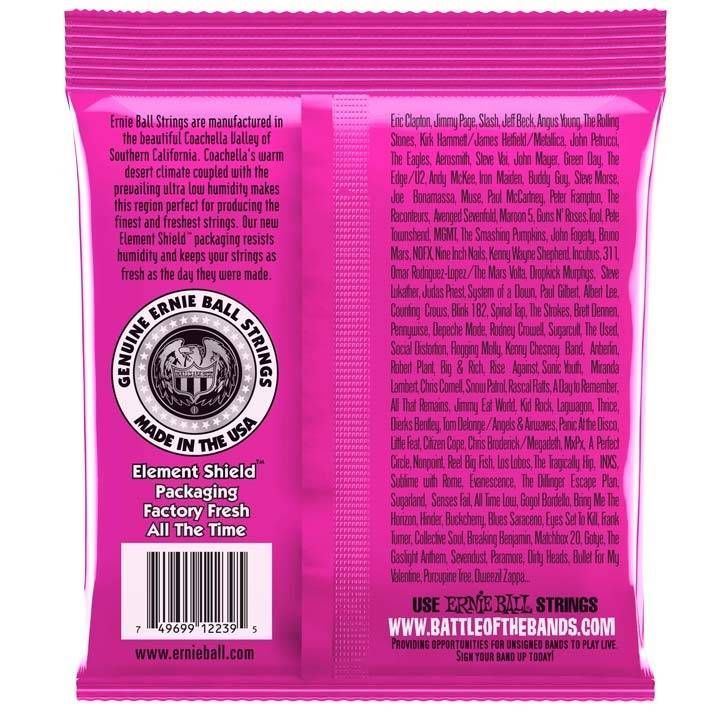 Ernie Ball Strings are manufactured in
the beautiful Coachella Valley of
Southern California. Coachella's warm
desert climate coupled with the
prevailing ultra low humidity makes
this region perfect for producing the
finest and freshest strings. Our new
Element Shield™ packaging resists
humidity and keeps your strings as
fresh as the day they were made.
GENUINE ERNIE BALL STRINGS
MADE IN THE USA
Element Shield™
Packaging
Factory Fresh
All The Time
7 49699 12239 5
www.ernieball.com
Eric Clapton, Jimmy Page, Slash, Jeff Beck, Angus Young, The Rolling
Stones, Kirk Hammett/James Hetfield/Metallica, John Petrucci,
The Eagles, Aerosmith, Steve Vai, John Mayer, Green Day, The
Edge/U2, Andy McKee, Iron Maiden, Buddy Guy, Steve Morse,
Joe Bonamassa, Muse, Paul McCartney, Peter Frampton, The
Raconteurs, Avenged Sevenfold, Maroon 5, Guns N' Roses,Tool, Pete
Townshend, MGMT, The Smashing Pumpkins, John Fogerty, Bruno
Mars, NOFX, Nine Inch Nails, Kenny Wayne Shepherd, Incubus, 311,
Omar Rodriguez-Lopez/The Mars Volta, Dropkick Murphys, Steve
Lukather, Judas Priest, System of a Down, Paul Gilbert, Albert Lee,
Counting Crows, Blink 182, Spinal Tap, The Strokes, Brett Dennen,
Pennywise, Depeche Mode, Rodney Crowell, Sugarcult, The Used,
Social Distortion, Flogging Molly, Kenny Chesney Band, Anberlin,
Robert Plant, Big & Rich, Rise Against, Sonic Youth, Miranda
Lambert, Chris Cornell, Snow Patrol, Rascal Flatts, A Day to Remember,
All That Remains, Jimmy Eat World, Kid Rock, Lagwagon, Thrice,
Dierks Bentley, Tom Delonge/Angels & Airwaves, Panic At the Disco,
Little Feat, Citizen Cope, Chris Broderick/Megadeth, MxPx, A Perfect
Circle, Nonpoint, Reel Big Fish, Los Lobos, The Tragically Hip, INXS,
Sublime with Rome, Evanescence, The Dillinger Escape Plan,
Sugarland, Senses Fail, All Time Low, Gogol Bordello, Bring Me The
Horizon, Hinder, Buckcherry, Blues Saraceno, Eyes Set To Kill, Frank
Turner, Collective Soul, Breaking Benjamin, Matchbox 20, Gotye, The
Gaslight Anthem, Sevendust, Paramore, Dirty Heads, Bullet For My
Valentine, Porcupine Tree, Dweezil Zappa...
USE ERNIE BALL STRINGS
WWW.BATTLEOFTHEBANDS.COM
PROVIDING OPPORTUNITIES FOR UNSIGNED BANDS TO PLAY LIVE.
SIGN YOUR BAND UP TODAY!